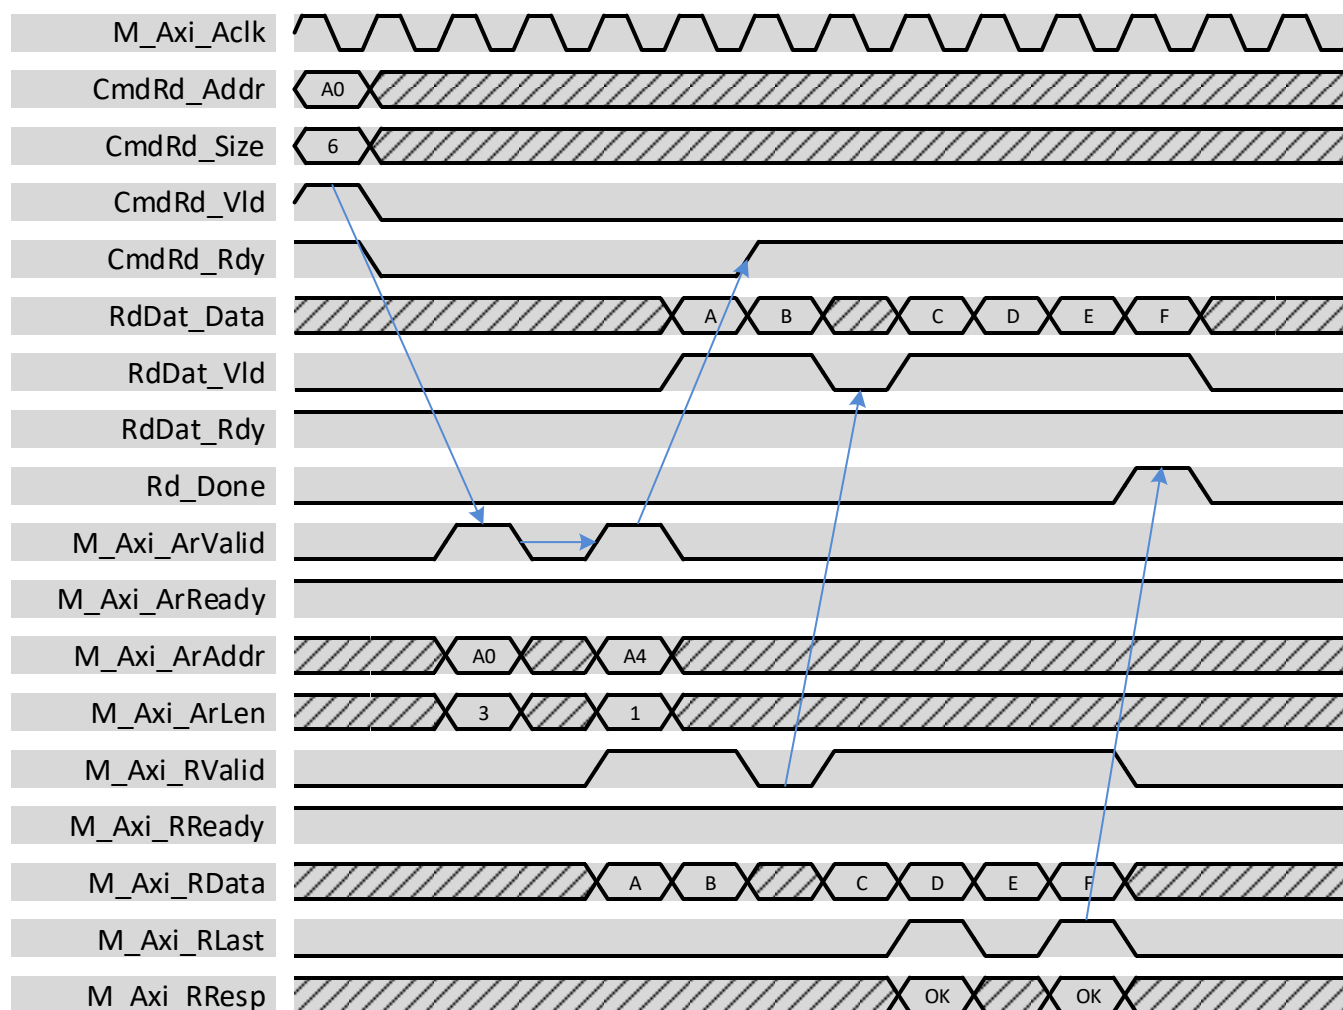 M_Axi_Aclk
CmdRd_Addr A0
CmdRd_Size 6
CmdRd_Vld
CmdRd_Rdy
RdDat_Data A B C D E F
RdDat_Vld
RdDat_Rdy
Rd_Done
M_Axi_ArValid
M_Axi_ArReady
M_Axi_ArAddr A0 A4
M_Axi_ArLen 3 1
M_Axi_RValid
M_Axi_RReady
M_Axi_RData A B C D E F
M_Axi_RLast
M_Axi_RResp OK OK